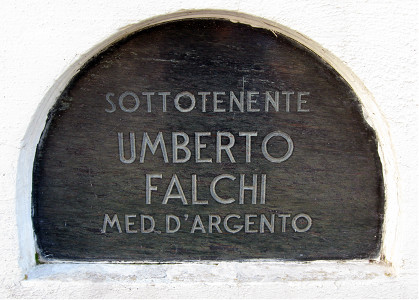 SOTTOTENENTE
UMBERTO
FALCHI
MED. D'ARGENTO